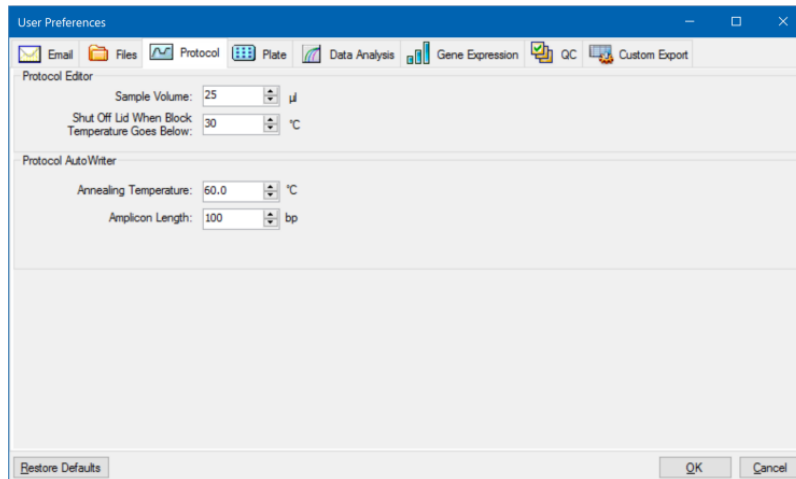 User Preferences
Email Files Protocol Plate Data Analysis Gene Expression QC Custom Export
Protocol Editor
Sample Volume: 25 µl
Shut Off Lid When Block
Temperature Goes Below: 30 °C
Protocol AutoWriter
Annealing Temperature: 60.0 °C
Amplicon Length: 100 bp
Restore Defaults OK Cancel